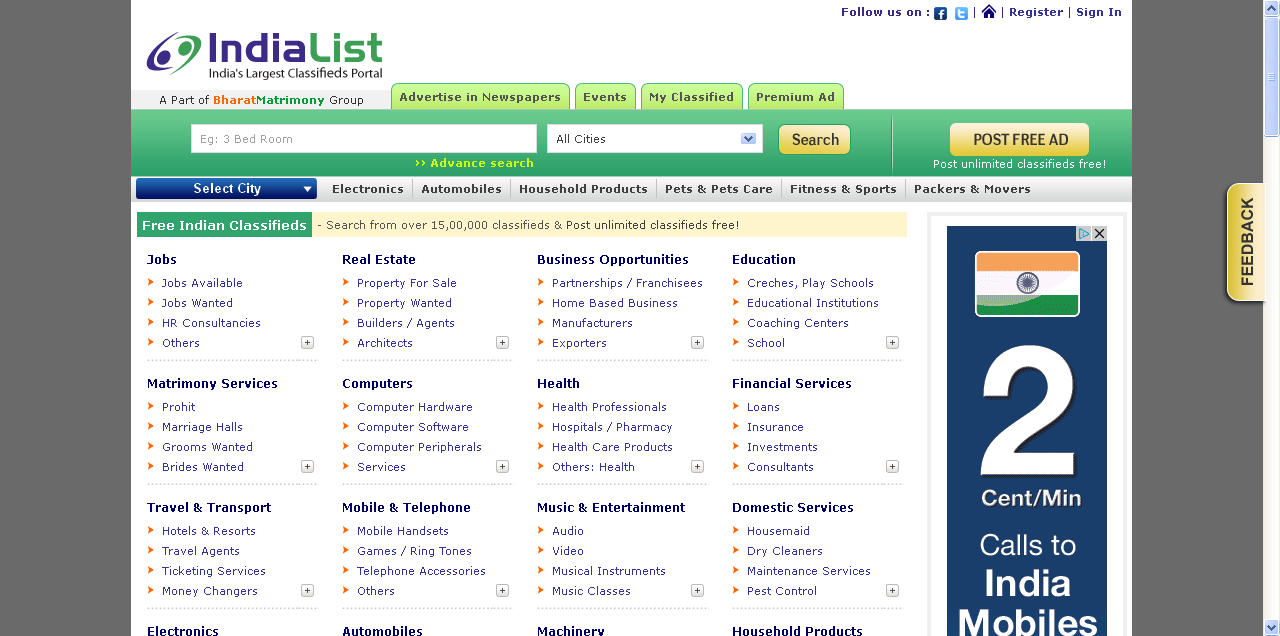 Follow us on : | | Register | Sign In
IndiaList
India's Largest Classifieds Portal
A Part of BharatMatrimony Group
Advertise in Newspapers
Events
My Classified
Premium Ad
Eg: 3 Bed Room
All Cities
Search
POST FREE AD
>> Advance search
Post unlimited classifieds free!
Select City
Electronics
Automobiles
Household Products
Pets & Pets Care
Fitness & Sports
Packers & Movers
FEEDBACK
Free Indian Classifieds - Search from over 15,00,000 classifieds & Post unlimited classifieds free!
Jobs
Jobs Available
Jobs Wanted
HR Consultancies
Others
Real Estate
Property For Sale
Property Wanted
Builders / Agents
Architects
Business Opportunities
Partnerships / Franchisees
Home Based Business
Manufacturers
Exporters
Education
Creches, Play Schools
Educational Institutions
Coaching Centers
School
Matrimony Services
Prohit
Marriage Halls
Grooms Wanted
Brides Wanted
Computers
Computer Hardware
Computer Software
Computer Peripherals
Services
Health
Health Professionals
Hospitals / Pharmacy
Health Care Products
Others: Health
Financial Services
Loans
Insurance
Investments
Consultants
Travel & Transport
Hotels & Resorts
Travel Agents
Ticketing Services
Money Changers
Mobile & Telephone
Mobile Handsets
Games / Ring Tones
Telephone Accessories
Others
Music & Entertainment
Audio
Video
Musical Instruments
Music Classes
Domestic Services
Housemaid
Dry Cleaners
Maintenance Services
Pest Control
Electronics
Automobiles
Machinery
Household Products
2
Cent/Min
Calls to
India
Mobiles